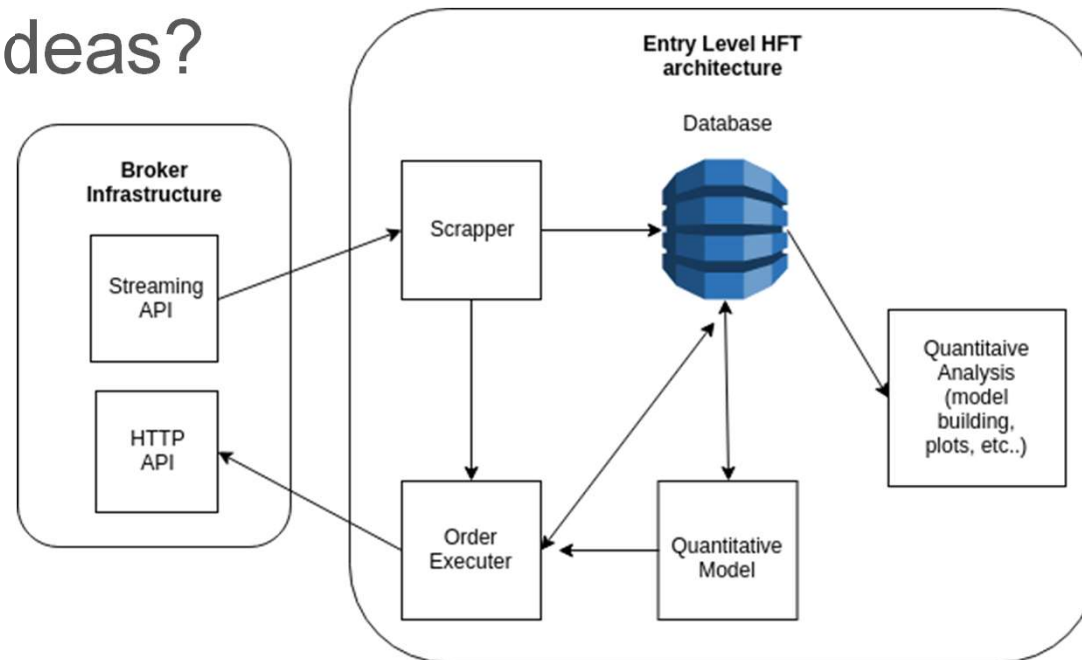 deas?
Entry Level HFT
architecture
Database
Broker
Infrastructure
Streaming
API
HTTP
API
Scrapper
Order
Executer
Quantitative
Model
Quantitaive
Analysis
(model
building,
plots, etc..)